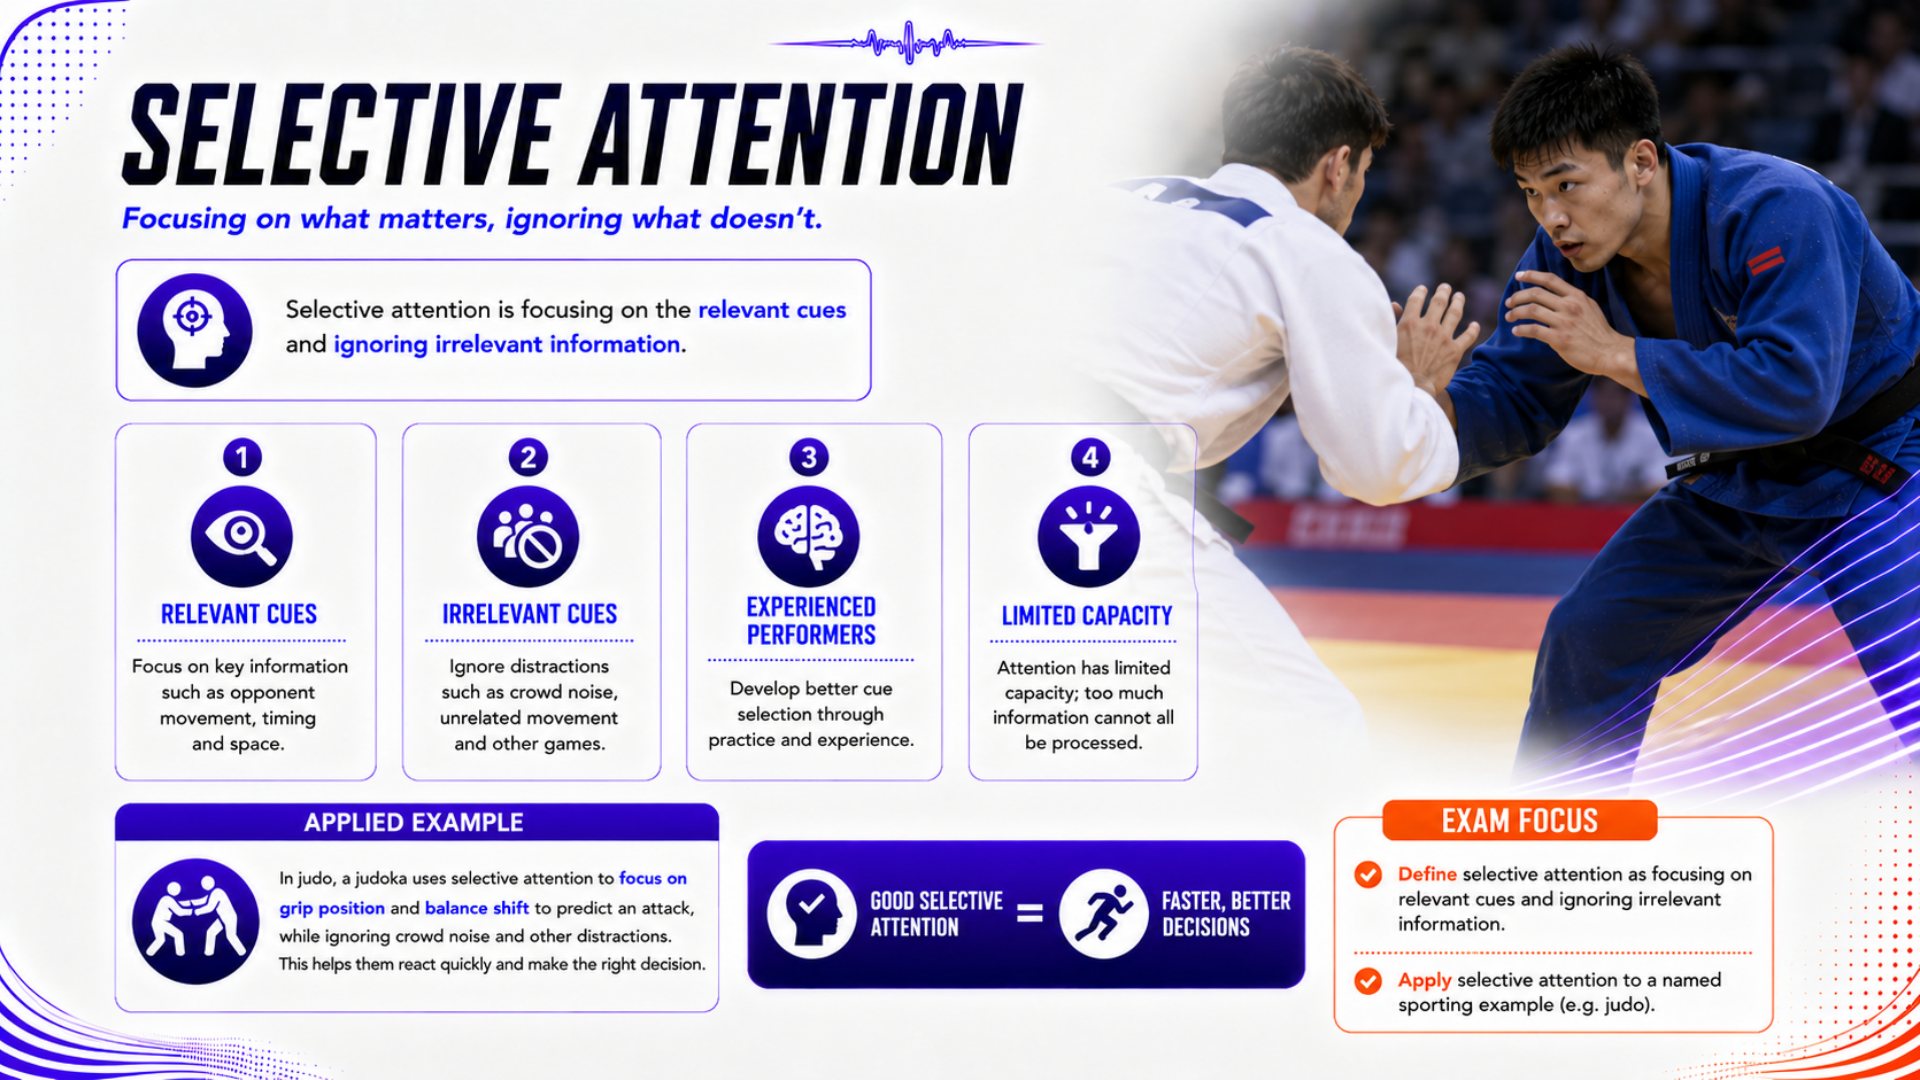 SELECTIVE ATTENTION
Focusing on what matters, ignoring what doesn't.
Selective attention is focusing on the relevant cues
and ignoring irrelevant information.
1
RELEVANT CUES
Focus on key information
such as opponent
movement, timing
and space.
2
IRRELEVANT CUES
Ignore distractions
such as crowd noise,
unrelated movement
and other games.
3
EXPERIENCED
PERFORMERS
Develop better cue
selection through
practice and experience.
4
LIMITED CAPACITY
Attention has limited
capacity; too much
information cannot all
be processed.
APPLIED EXAMPLE
In judo, a judoka uses selective attention to focus on
grip position and balance shift to predict an attack,
while ignoring crowd noise and other distractions.
This helps them react quickly and make the right decision.
GOOD SELECTIVE
ATTENTION
=
FASTER, BETTER
DECISIONS
EXAM FOCUS
Define selective attention as focusing on
relevant cues and ignoring irrelevant
information.
Apply selective attention to a named
sporting example (e.g. judo).